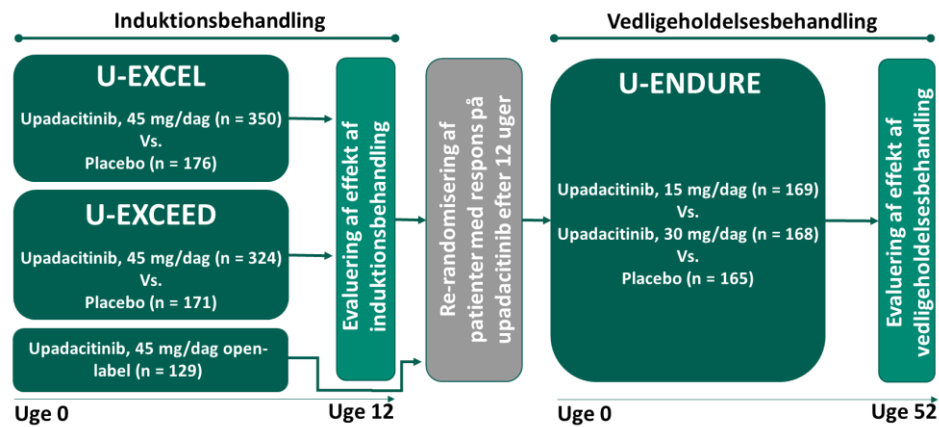 Induktionsbehandling
Vedligeholdelsesbehandling
U-EXCEL
Upadacitinib, 45 mg/dag (n = 350)
Vs.
Placebo (n = 176)
U-EXCEED
Upadacitinib, 45 mg/dag (n = 324)
Vs.
Placebo (n = 171)
Upadacitinib, 45 mg/dag open-
label (n = 129)
Evaluering af effekt af
induktionsbehandling
Re-randomisering af
patienter med respons på
upadacitinib efter 12 uger
U-ENDURE
Upadacitinib, 15 mg/dag (n = 169)
Vs.
Upadacitinib, 30 mg/dag (n = 168)
Vs.
Placebo (n = 165)
Evaluering af effekt af
vedligeholdelsesbehandling
Uge 0
Uge 12
Uge 0
Uge 52